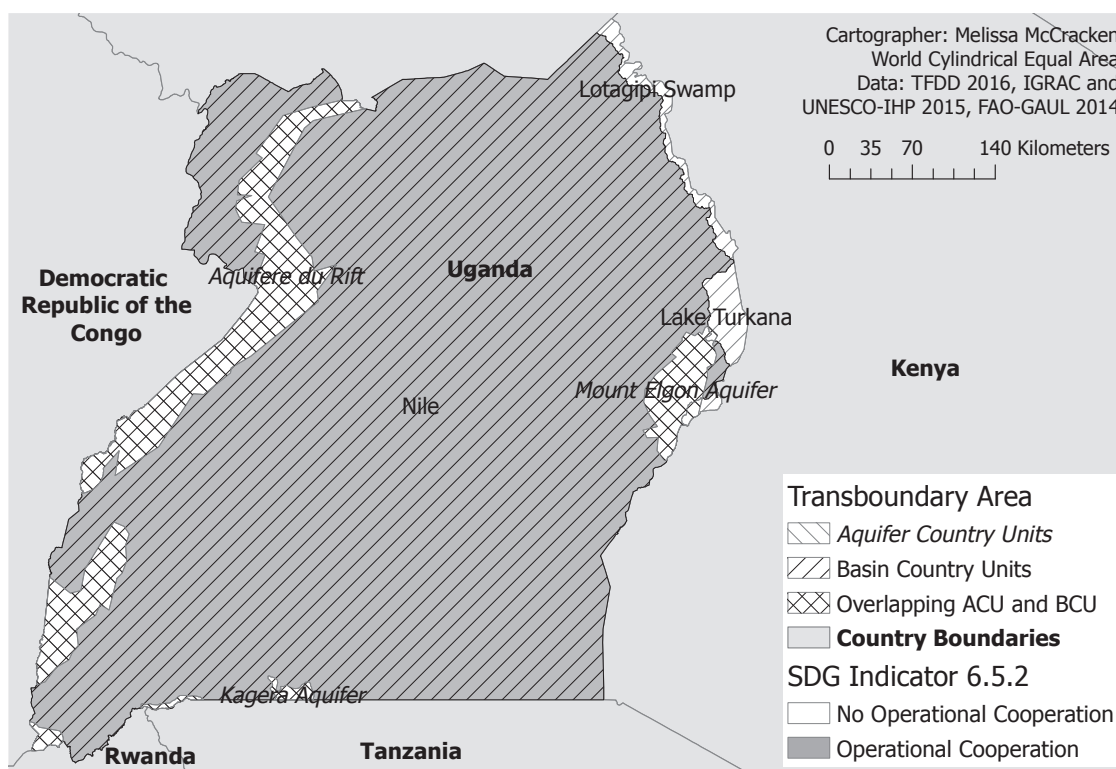 Cartographer: Melissa McCracken
World Cylindrical Equal Area
Data: TFDD 2016, IGRAC and
UNESCO-IHP 2015, FAO-GAUL 2014
0 35 70 140 Kilometers
Lotagipi Swamp
Democratic
Republic of the
Congo
Aquifere du Rift
Uganda
Lake Turkana
Kenya
Mount Elgon Aquifer
Nile
Kagera Aquifer
Rwanda
Tanzania
Transboundary Area
Aquifer Country Units
Basin Country Units
Overlapping ACU and BCU
Country Boundaries
SDG Indicator 6.5.2
No Operational Cooperation
Operational Cooperation